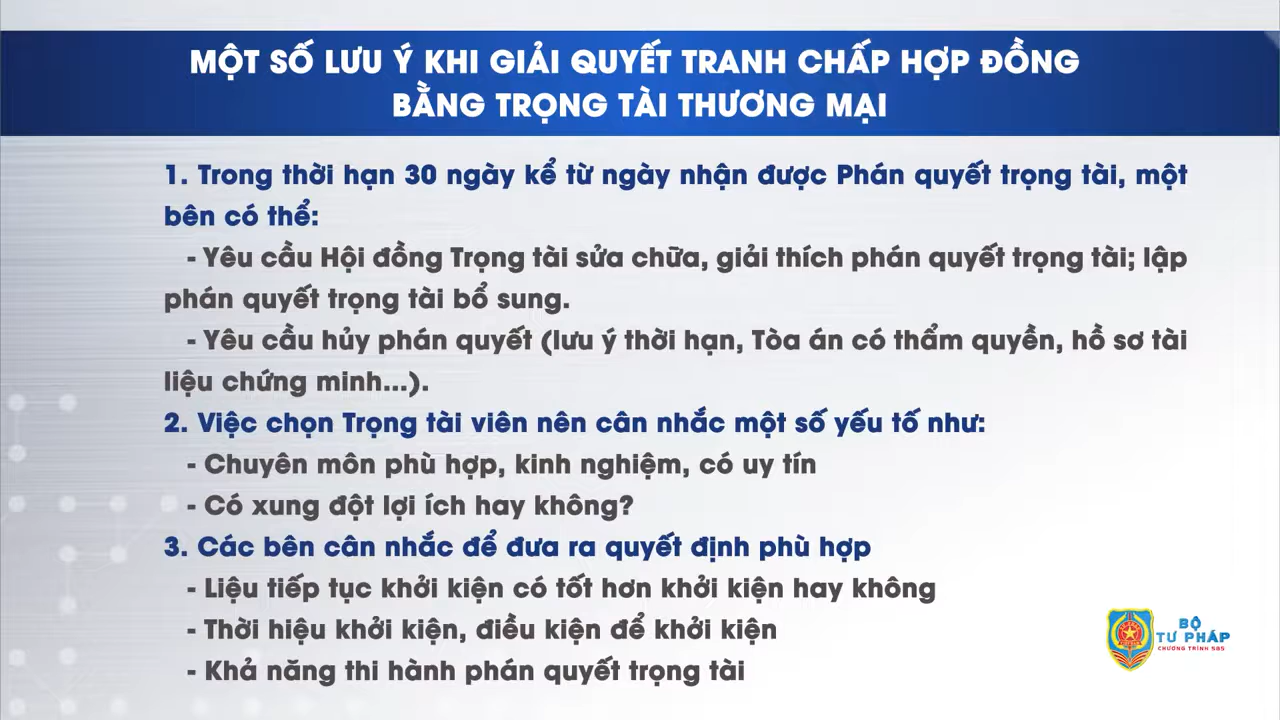 MỘT SỐ LƯU Ý KHI GIẢI QUYẾT TRANH CHẤP HỢP ĐỒNG
BẰNG TRỌNG TÀI THƯƠNG MẠI
1. Trong thời hạn 30 ngày kể từ ngày nhận được Phán quyết trọng tài, một
bên có thể:
- Yêu cầu Hội đồng Trọng tài sửa chữa, giải thích phán quyết trọng tài; lập
phán quyết trọng tài bổ sung.
- Yêu cầu hủy phán quyết (lưu ý thời hạn, Tòa án có thẩm quyền, hồ sơ tài
liệu chứng minh...).
2. Việc chọn Trọng tài viên nên cân nhắc một số yếu tố như:
- Chuyên môn phù hợp, kinh nghiệm, có uy tín
- Có xung đột lợi ích hay không?
3. Các bên cân nhắc để đưa ra quyết định phù hợp
- Liệu tiếp tục khởi kiện có tốt hơn khởi kiện hay không
- Thời hiệu khởi kiện, điều kiện để khởi kiện
- Khả năng thi hành phán quyết trọng tài
BỘ
TƯ PHÁP
CHƯƠNG TRÌNH 585